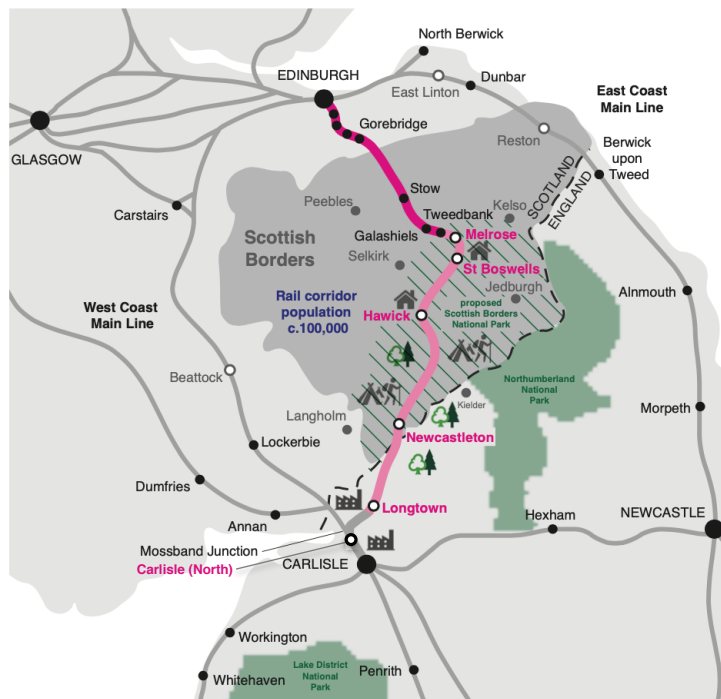 North Berwick
EDINBURGH
East Linton
Dunbar
East Coast
Main Line
Gorebridge
Reston
GLASGOW
SCOTLAND
ENGLAND
Berwick
upon
Tweed
Stow
Peebles
Kelso
Carstairs
Tweedbank
Galashiels
Melrose
Scottish
Borders
Selkirk
St Boswells
Jedburgh
Alnmouth
Rail corridor
population
c.100,000
proposed
Scottish Borders
National Park
West Coast
Main Line
Hawick
Beattock
Northumberland
National
Park
Kielder
Morpeth
Langholm
Newcastleton
Lockerbie
Dumfries
Longtown
Annan
Hexham
NEWCASTLE
Mossband Junction
Carlisle (North)
CARLISLE
Workington
Lake District
National
Park
Penrith
Whitehaven